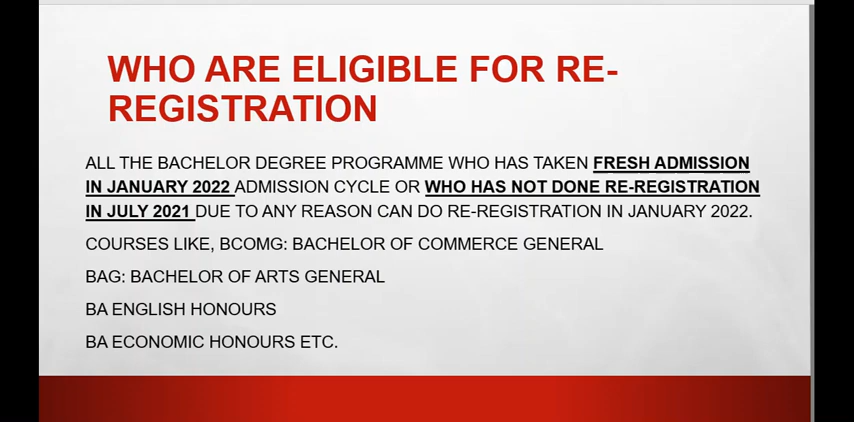 WHO ARE ELIGIBLE FOR RE-
REGISTRATION
ALL THE BACHELOR DEGREE PROGRAMME WHO HAS TAKEN FRESH ADMISSION
IN JANUARY 2022 ADMISSION CYCLE OR WHO HAS NOT DONE RE-REGISTRATION
IN JULY 2021 DUE TO ANY REASON CAN DO RE-REGISTRATION IN JANUARY 2022.
COURSES LIKE, BCOMG: BACHELOR OF COMMERCE GENERAL
BAG: BACHELOR OF ARTS GENERAL
BA ENGLISH HONOURS
BA ECONOMIC HONOURS ETC.